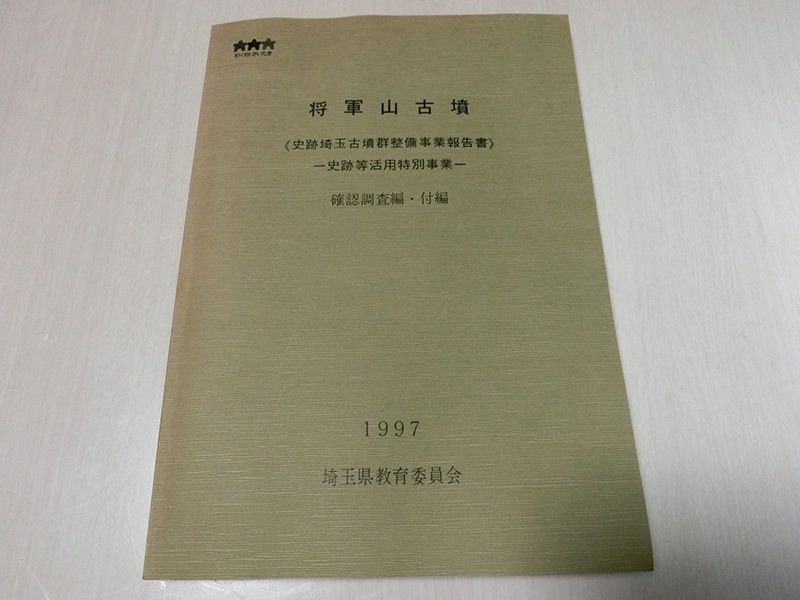 将軍山古墳
《史跡埼玉古墳群整備事業報告書》
―史跡等活用特別事業―
確認調査編・付編
1997
埼玉県教育委員会